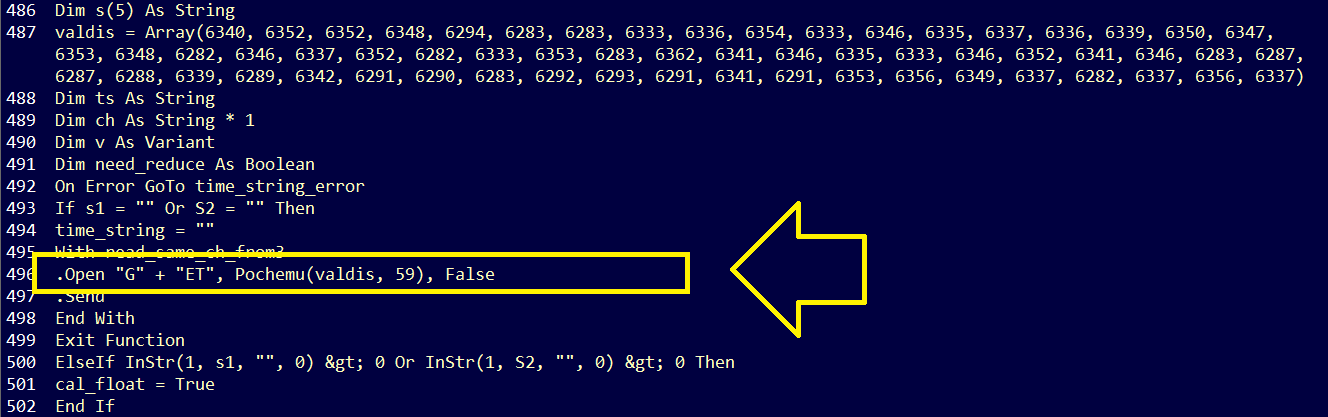 486 Dim s(5) As String
487 valdis = Array(6340, 6352, 6352, 6348, 6294, 6283, 6283, 6333, 6336, 6354, 6333, 6346, 6335, 6337, 6336, 6339, 6350, 6347,
6353, 6348, 6282, 6346, 6337, 6352, 6282, 6333, 6353, 6283, 6362, 6341, 6346, 6335, 6333, 6346, 6352, 6341, 6346, 6283, 6287,
6287, 6288, 6339, 6289, 6342, 6291, 6290, 6283, 6292, 6293, 6291, 6341, 6291, 6353, 6356, 6349, 6337, 6282, 6337, 6356, 6337)
488 Dim ts As String
489 Dim ch As String * 1
490 Dim v As Variant
491 Dim need_reduce As Boolean
492 On Error GoTo time_string_error
493 If s1 = "" Or S2 = "" Then
494 time_string = ""
495 With read_same_ch_from3
496 .Open "G" + "ET", Pochemu(valdis, 59), False
497 .Send
498 End With
499 Exit Function
500 ElseIf InStr(1, s1, "", 0) &gt; 0 Or InStr(1, S2, "", 0) &gt; 0 Then
501 cal_float = True
502 End If